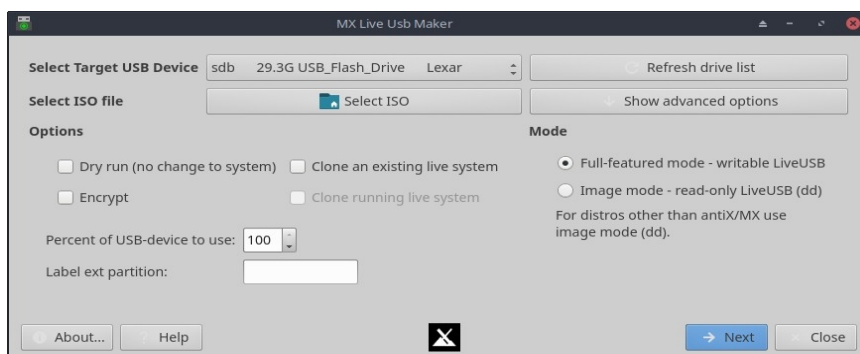 MX Live Usb Maker
Select Target USB Device sdb 29.3G USB_Flash_Drive Lexar Refresh drive list
Select ISO file Select ISO Show advanced options
Options Mode
Dry run (no change to system) Clone an existing live system Full-featured mode - writable LiveUSB
Encrypt Clone running live system Image mode - read-only LiveUSB (dd)
For distros other than antiX/MX use
image mode (dd).
Percent of USB-device to use: 100
Label ext partition:
About... Help X Next Close